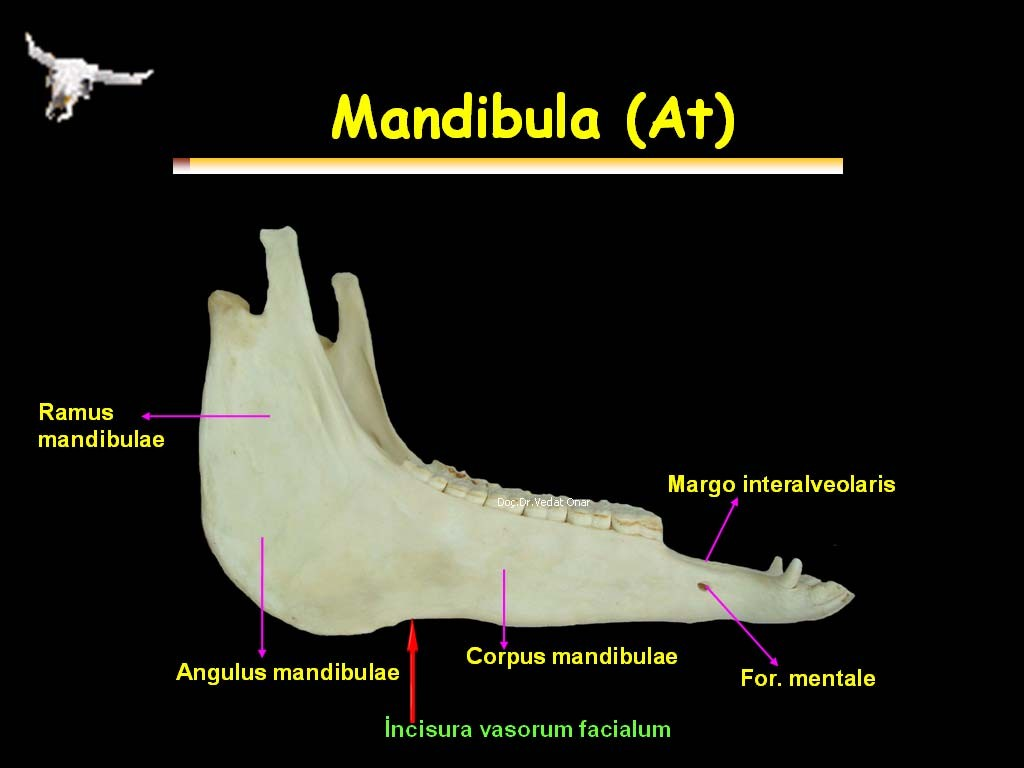 Mandibula (At)
Ramus
mandibulae
Margo interalveolaris
Doç.Dr.Vedat Onar
Corpus mandibulae
Angulus mandibulae
For. mentale
İncisura vasorum facialum